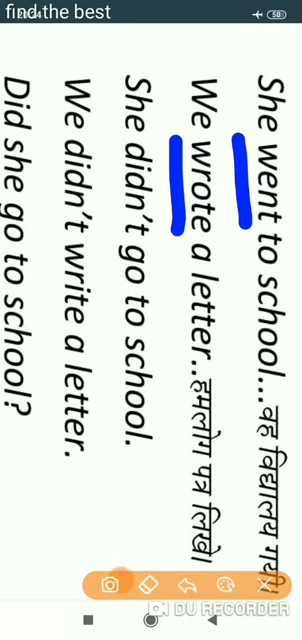 find the best
She went to school...वह विद्यालय गयी।
We wrote a letter..हमलोग पत्र लिखे।
She didn't go to school.
We didn't write a letter.
Did she go to school?
DU RECORDER